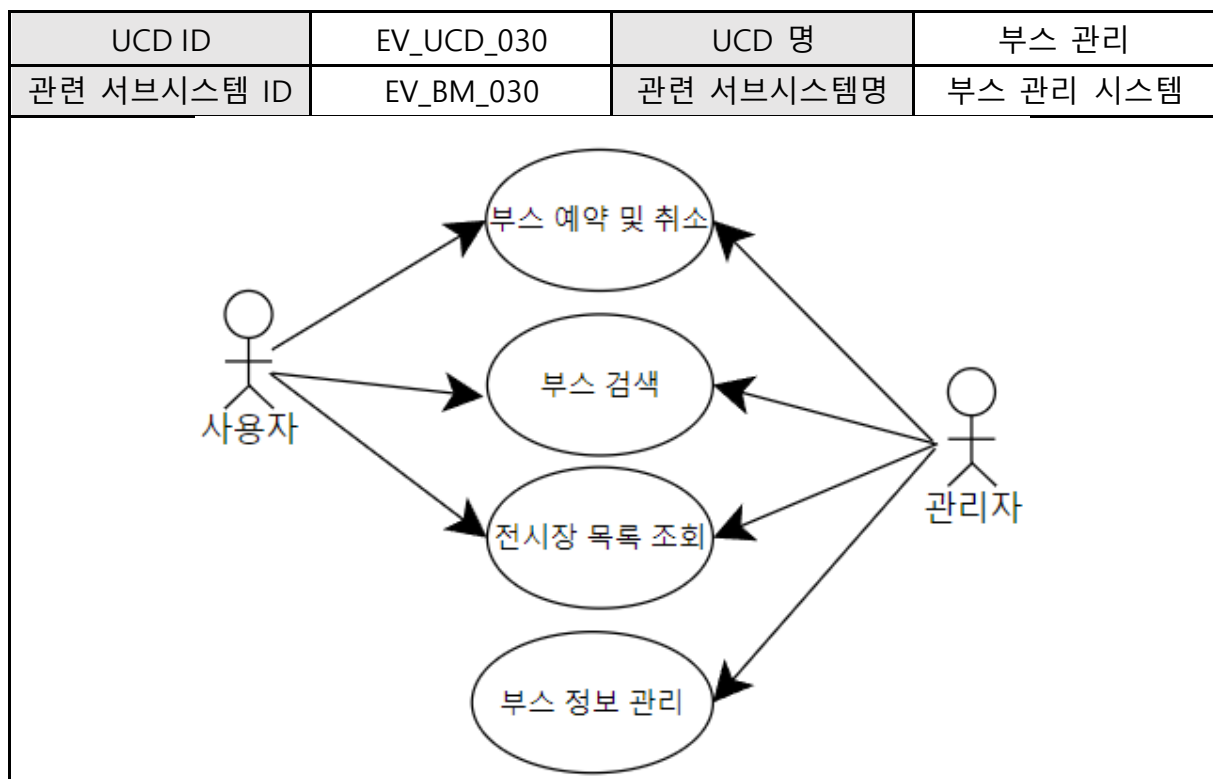 UCD ID EV_UCD_030 UCD 명 부스 관리
관련 서브시스템 ID EV_BM_030 관련 서브시스템명 부스 관리 시스템
부스 예약 및 취소
부스 검색
사용자
관리자
전시장 목록 조회
부스 정보 관리